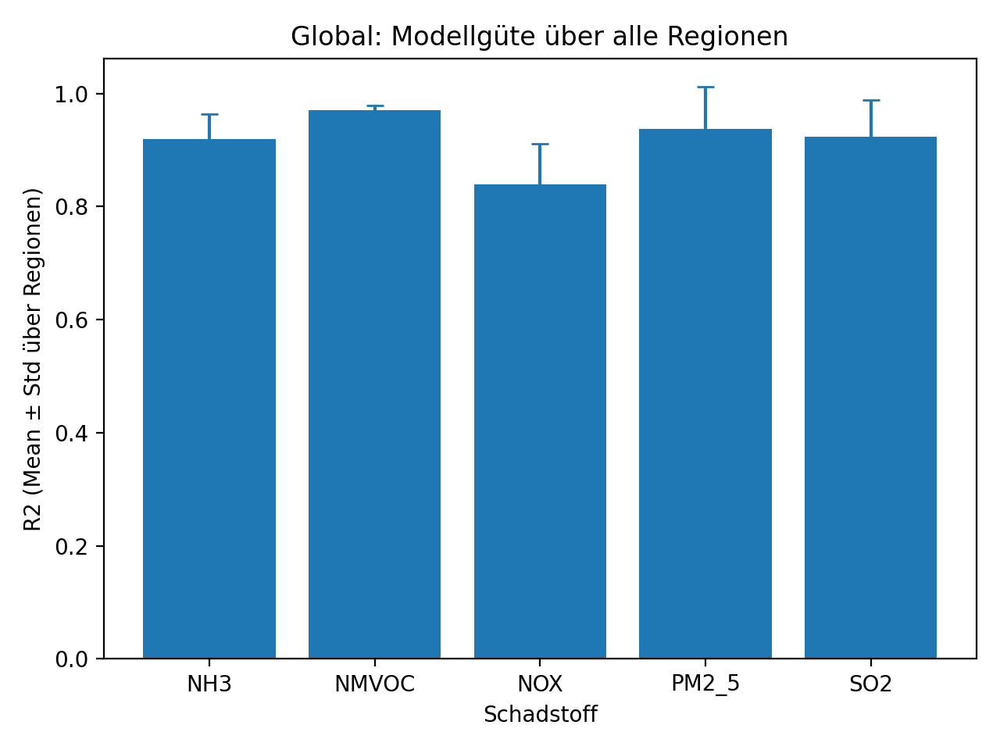 Global: Modellgüte über alle Regionen
R2 (Mean ± Std über Regionen)
1.0
0.8
0.6
0.4
0.2
0.0
NH3 NMVOC NOX PM2_5 SO2
Schadstoff